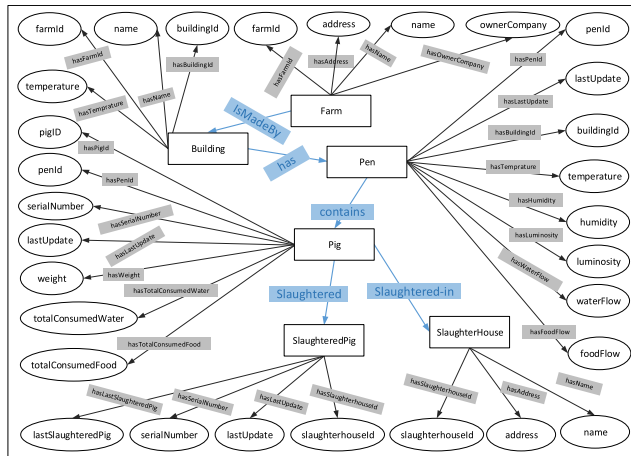 farmId
name
buildingId
farmId
address
name
ownerCompany
penId
hasFarmId
hasName
hasBuildingId
hasFarmId
hasAddress
hasName
hasOwnerCompany
hasPenId
temperature
hasTemprature
lastUpdate
hasLastUpdate
Farm
IsMadeBy
pigID
hasPigId
Building
has
Pen
hasBuildingId
buildingId
penId
hasPenId
hasTemprature
temperature
serialNumber
hasSerialNumber
contains
hasHumidity
humidity
lastUpdate
hasLastUpdate
Pig
hasLuminosity
luminosity
weight
hasWeight
hasWaterFlow
waterFlow
hasTotalConsumedWater
Slaughtered
Slaughtered-in
totalConsumedWater
hasTotalConsumedFood
SlaughteredPig
SlaughterHouse
hasFoodFlow
foodFlow
totalConsumedFood
hasLastSlaughteredPig
hasSerialNumber
hasLastUpdate
hasSlaughterhouseId
hasSlaughterhouseId
hasAddress
hasName
lastSlaughteredPig
serialNumber
lastUpdate
slaughterhouseId
slaughterhouseId
address
name